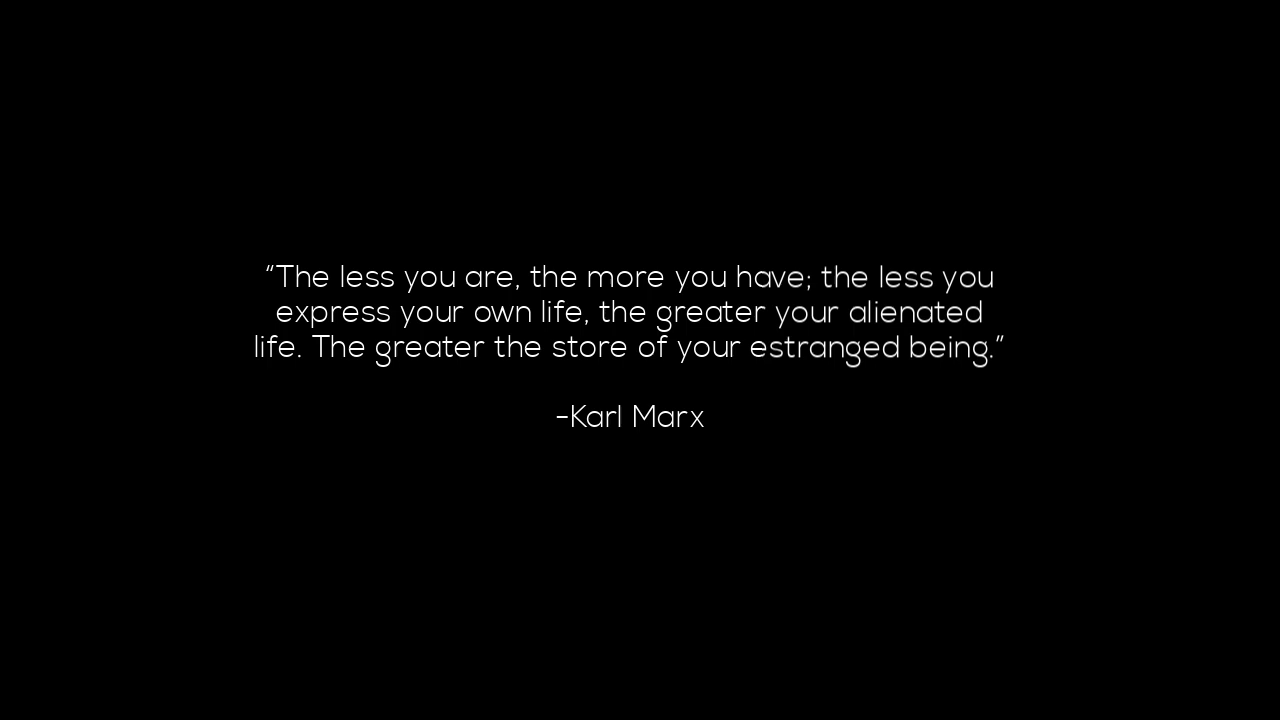 “The less you are, the more you have; the less you
express your own life, the greater your alienated
life. The greater the store of your estranged being.”
-Karl Marx